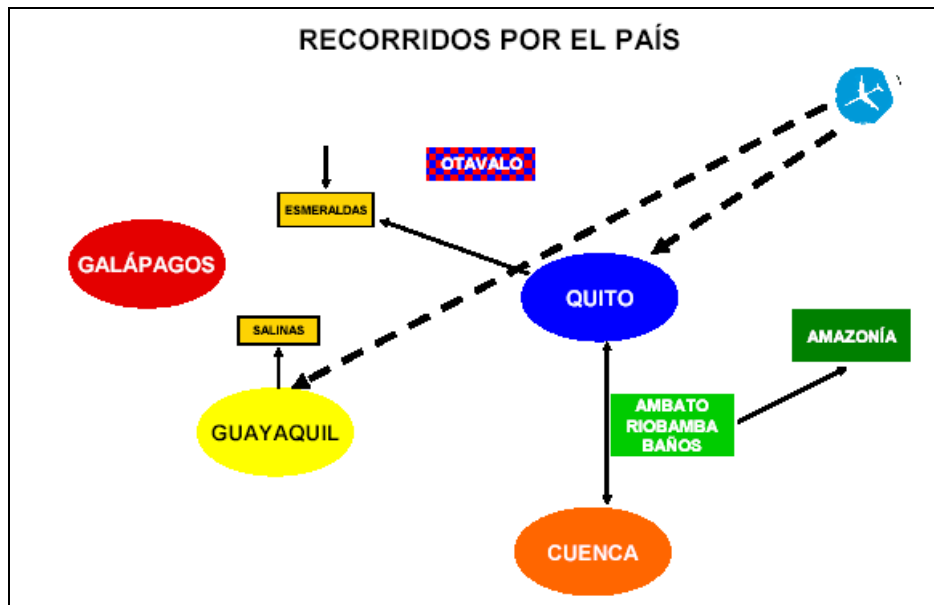 RECORRIDOS POR EL PAÍS
OTAVALO
ESMERALDAS
GALÁPAGOS
QUITO
SALINAS
AMAZONÍA
GUAYAQUIL
AMBATO
RIOBAMBA
BAÑOS
CUENCA